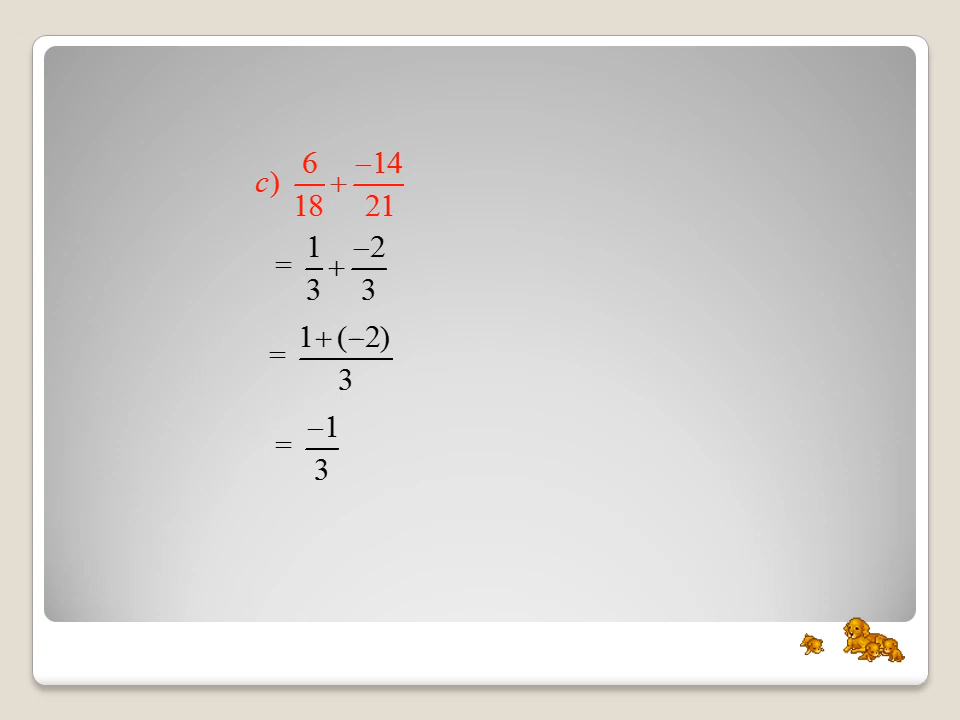 c) 6/18 + −14/21
= 1/3 + −2/3
= 1+(−2)/3
= −1/3